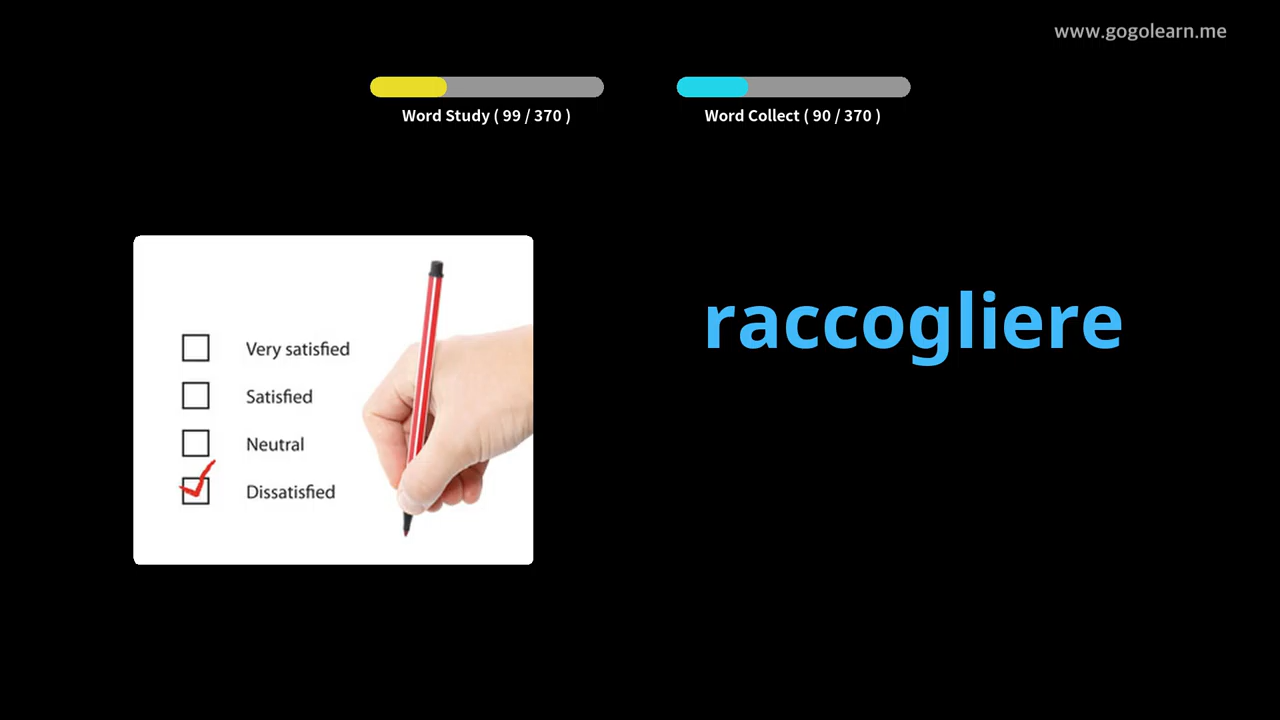 www.gogolearn.me
Word Study ( 99 / 370 )
Word Collect ( 90 / 370 )
raccogliere
Very satisfied
Satisfied
Neutral
Dissatisfied